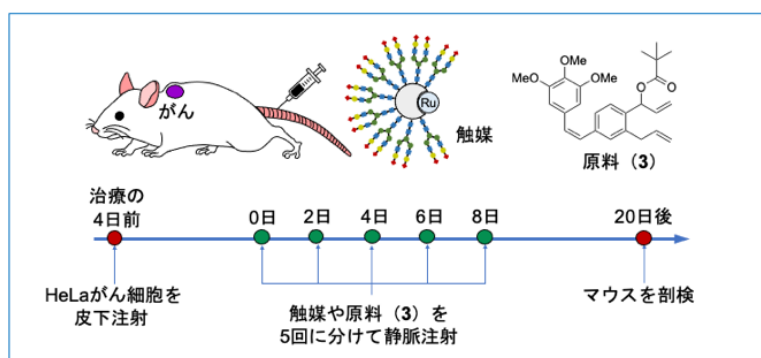 がん
Ru
触媒
OMe
MeO
OMe
O
O
原料（3）
治療の
4日前
0日
2日
4日
6日
8日
20日後
HeLaがん細胞を
皮下注射
触媒や原料（3）を
5回に分けて静脈注射
マウスを剖検